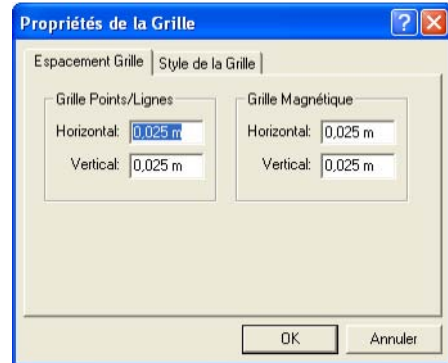 Propriétés de la Grille
Espacement Grille Style de la Grille
Grille Points/Lignes
Horizontal: 0,025 m
Vertical: 0,025 m
Grille Magnétique
Horizontal: 0,025 m
Vertical: 0,025 m
OK Annuler